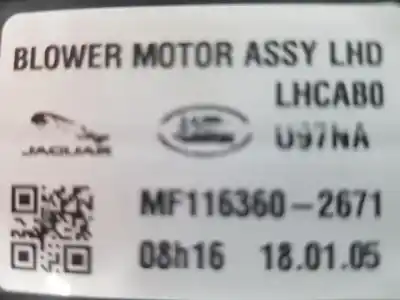 BLOWER MOTOR ASSY LHD
LHCAB0
JAGUAR
U97NA
MF116360-2671
08h16 18.01.05